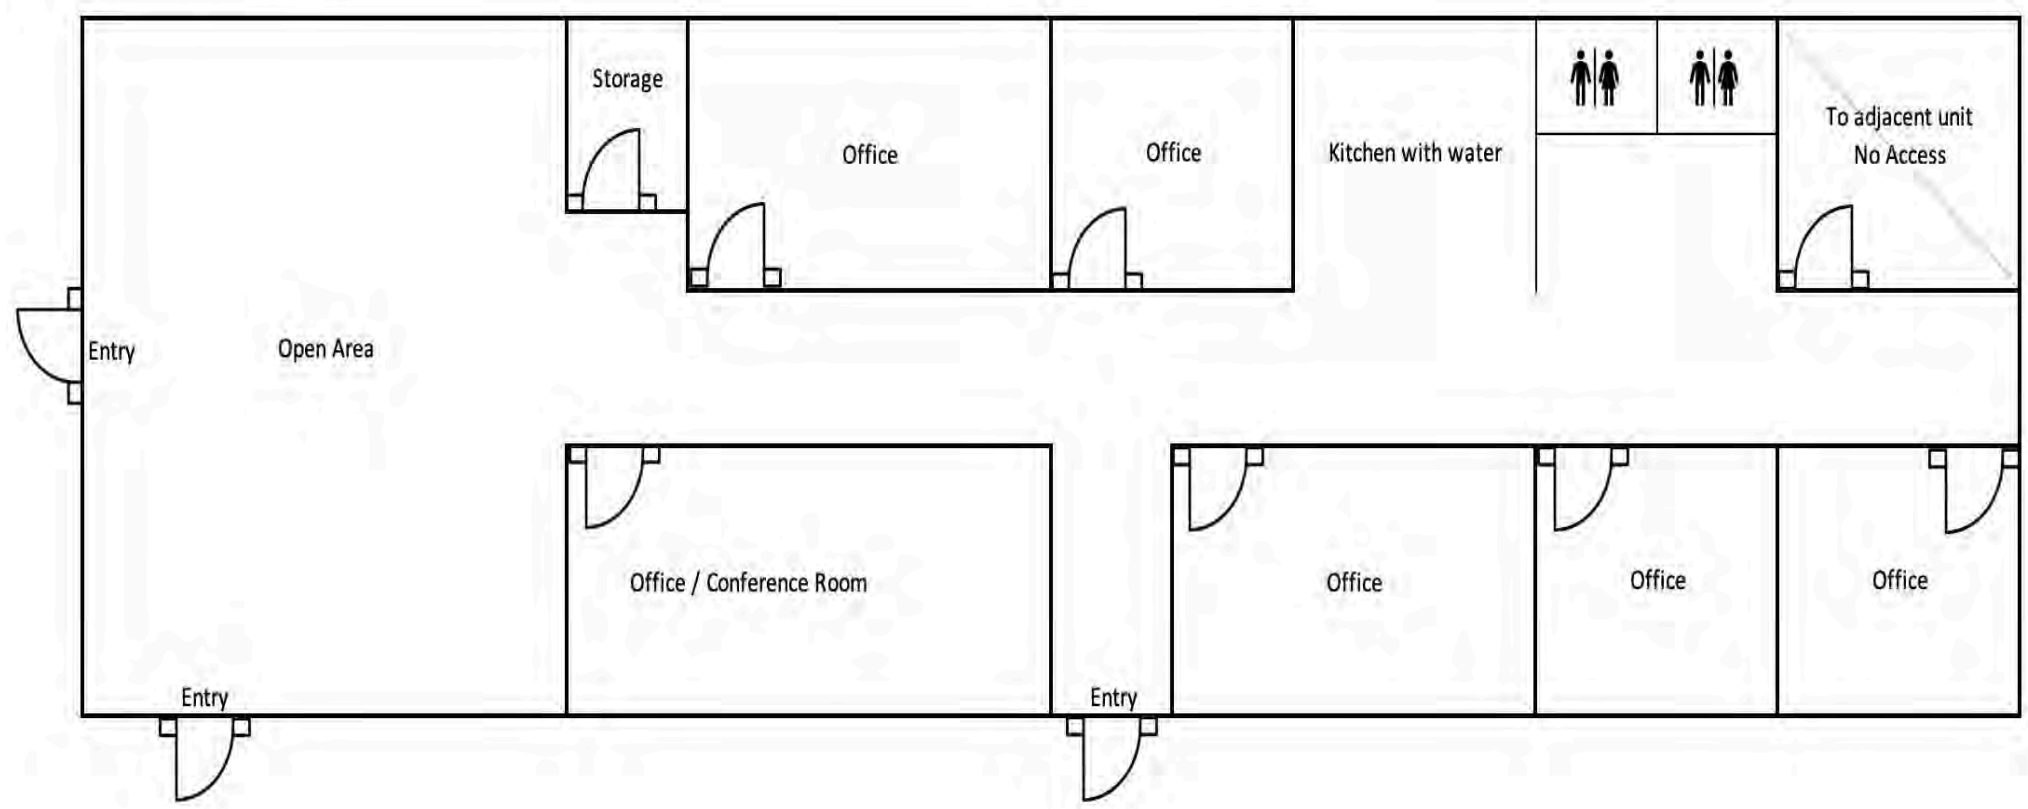 Storage
Office
Office
Kitchen with water
To adjacent unit
No Access
Entry
Open Area
Office / Conference Room
Office
Office
Office
Entry
Entry